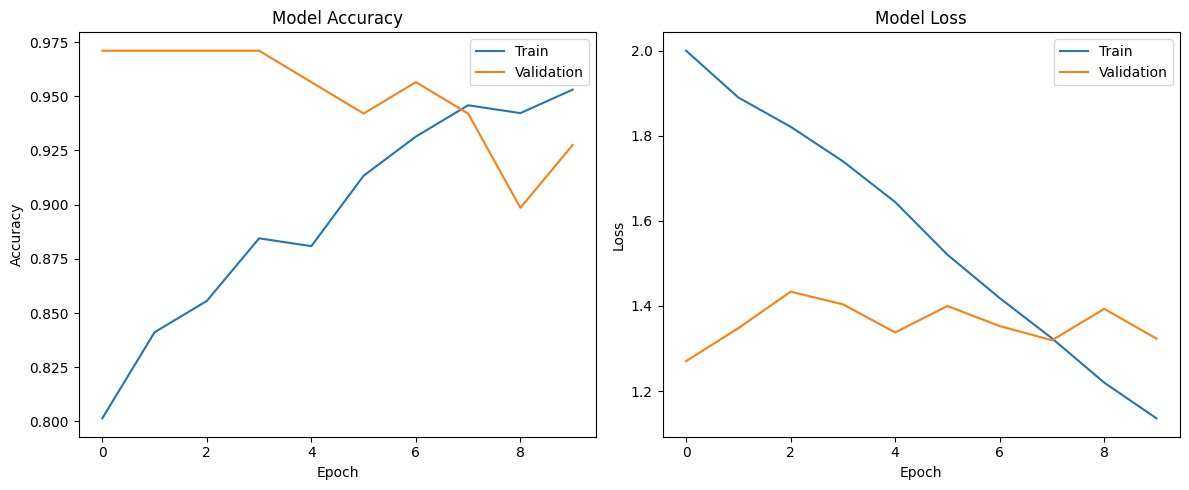 Model Accuracy
0.975
0.950
0.925
0.900
0.875
0.850
0.825
0.800
Accuracy
0 2 4 6 8
Epoch
Train
Validation
Model Loss
2.0
1.8
1.6
1.4
1.2
Loss
0 2 4 6 8
Epoch
Train
Validation